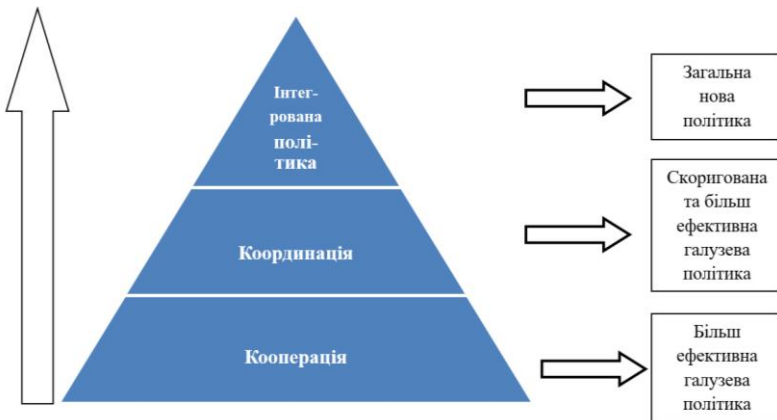 Інтег-
рована
полі-
тика
Загальна
нова
політика
Координація
Скоригована
та більш
ефективна
галузева
політика
Кооперація
Більш
ефективна
галузева
політика